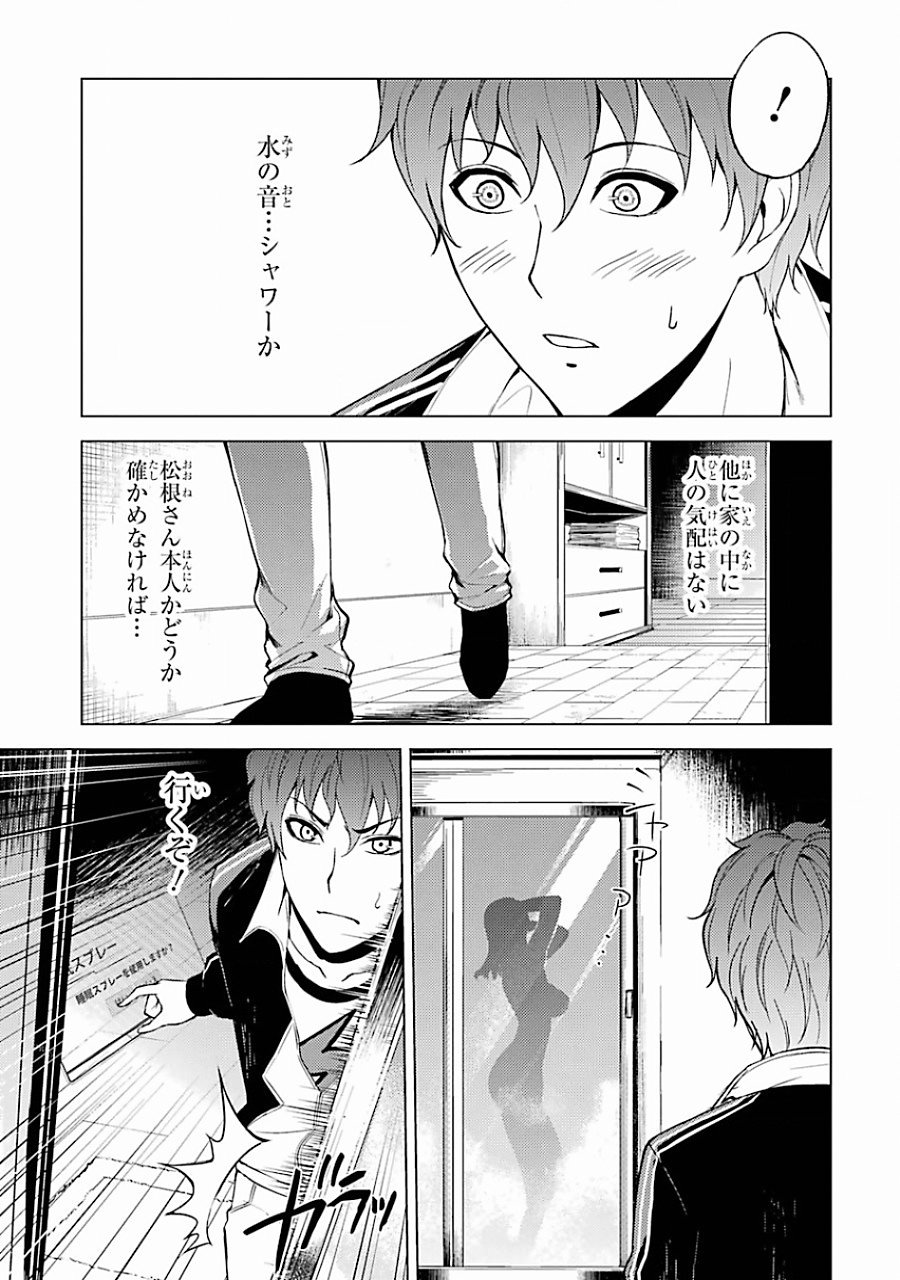 ！
水の音…シャワーか
他に家の中に
人の気配はない
松根さん本人かどうか
確かめなければ…
行くぞ！
眠スプレー
睡眠スプレーを使用しますか？
ガラッ